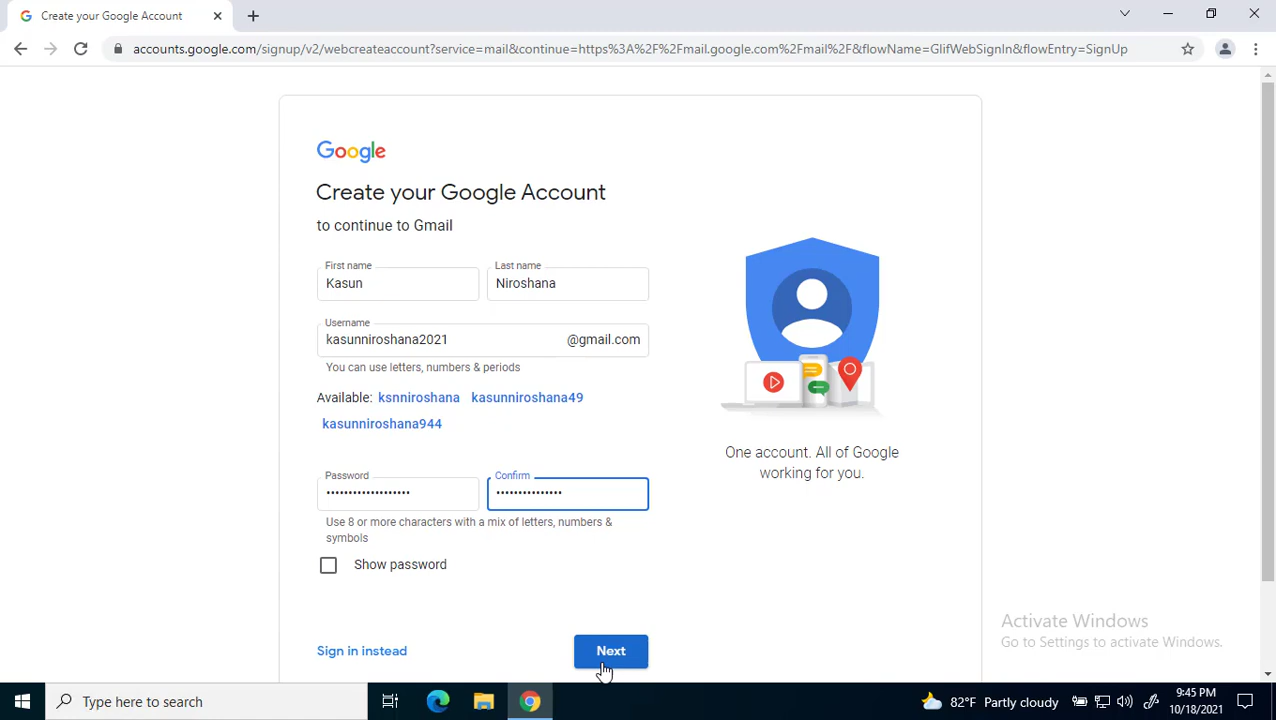 Create your Google Account
accounts.google.com/signup/v2/webcreateaccount?service=mail&continue=https%3A%2F%2Fmail.google.com%2Fmail%2F&flowName=GlifWebSignIn&flowEntry=SignUp
Google
Create your Google Account
to continue to Gmail
First name
Last name
Kasun
Niroshana
Username
kasunniroshana2021 @gmail.com
You can use letters, numbers & periods
Available: ksnniroshana kasunniroshana49
kasunniroshana944
Password
Confirm
•••••••••••••••••••
•••••••••••••••
Use 8 or more characters with a mix of letters, numbers &
symbols
Show password
Sign in instead
Next
One account. All of Google
working for you.
Activate Windows
Go to Settings to activate Windows.
Type here to search
82°F Partly cloudy
9:45 PM
10/18/2021